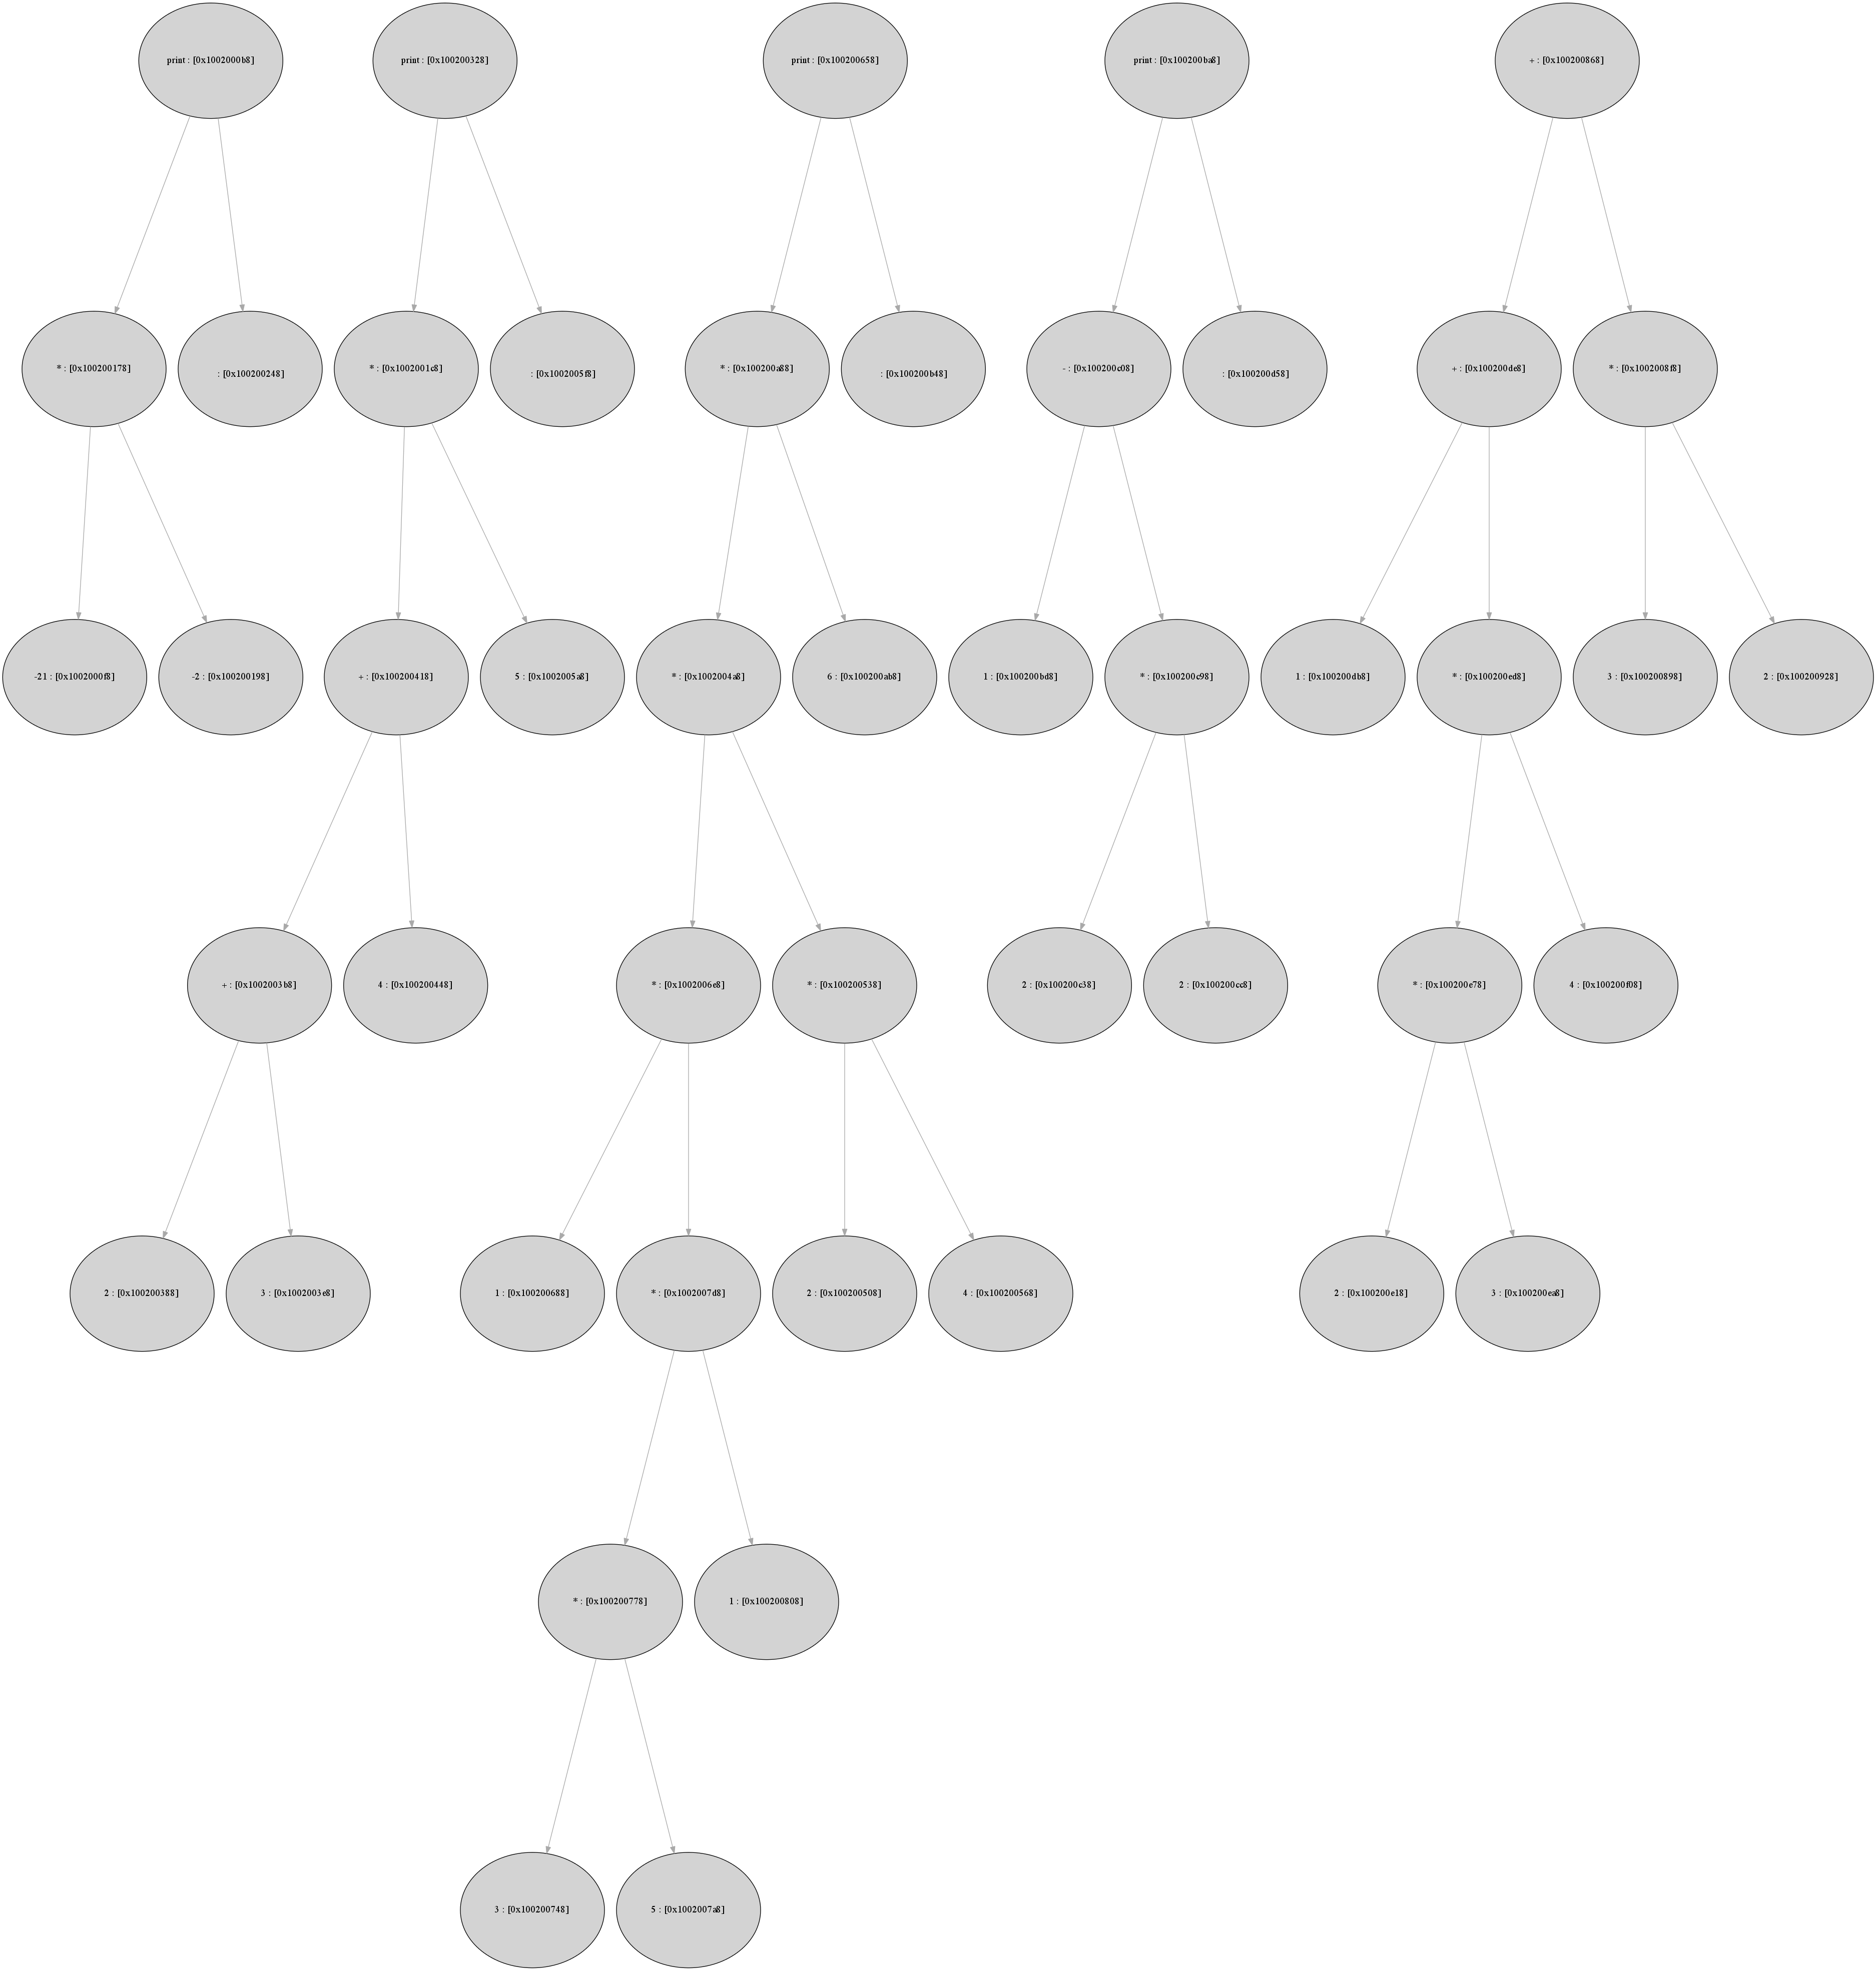 print : [0x1002000b8]
print : [0x100200328]
print : [0x100200658]
print : [0x100200ba8]
+ : [0x100200868]
* : [0x100200178]
: [0x100200248]
* : [0x1002001c8]
: [0x1002005f8]
* : [0x100200a88]
: [0x100200b48]
- : [0x100200c08]
: [0x100200d58]
+ : [0x100200de8]
* : [0x1002008f8]
-21 : [0x1002000f8]
-2 : [0x100200198]
+ : [0x100200418]
5 : [0x1002005a8]
* : [0x1002004a8]
6 : [0x100200ab8]
1 : [0x100200bd8]
* : [0x100200c98]
1 : [0x100200db8]
* : [0x100200ed8]
3 : [0x100200898]
2 : [0x100200928]
+ : [0x1002003b8]
4 : [0x100200448]
* : [0x1002006e8]
* : [0x100200538]
2 : [0x100200c38]
2 : [0x100200cc8]
* : [0x100200e78]
4 : [0x100200f08]
2 : [0x100200388]
3 : [0x1002003e8]
1 : [0x100200688]
* : [0x1002007d8]
2 : [0x100200508]
4 : [0x100200568]
2 : [0x100200e18]
3 : [0x100200ea8]
* : [0x100200778]
1 : [0x100200808]
3 : [0x100200748]
5 : [0x1002007a8]